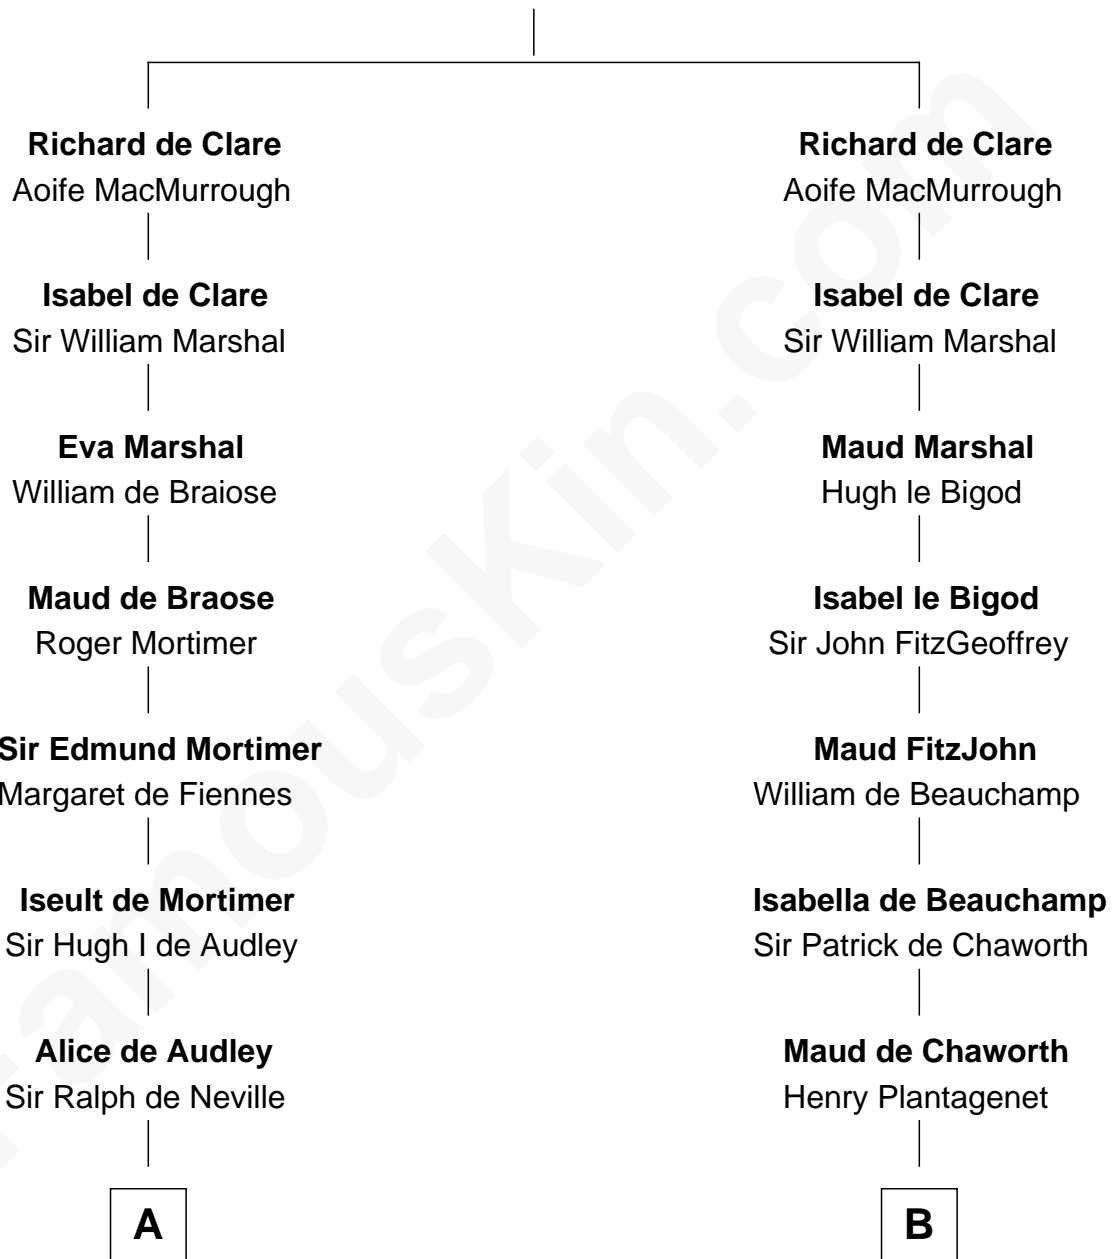 Richard de Clare
Aoife MacMurrough
Isabel de Clare
Sir William Marshal
Eva Marshal
William de Braiose
Maud de Braose
Roger Mortimer
Sir Edmund Mortimer
Margaret de Fiennes
Iseult de Mortimer
Sir Hugh I de Audley
Alice de Audley
Sir Ralph de Neville
A
Richard de Clare
Aoife MacMurrough
Isabel de Clare
Sir William Marshal
Maud Marshal
Hugh le Bigod
Isabel le Bigod
Sir John FitzGeoffrey
Maud FitzJohn
William de Beauchamp
Isabella de Beauchamp
Sir Patrick de Chaworth
Maud de Chaworth
Henry Plantagenet
B
FamousKin.com